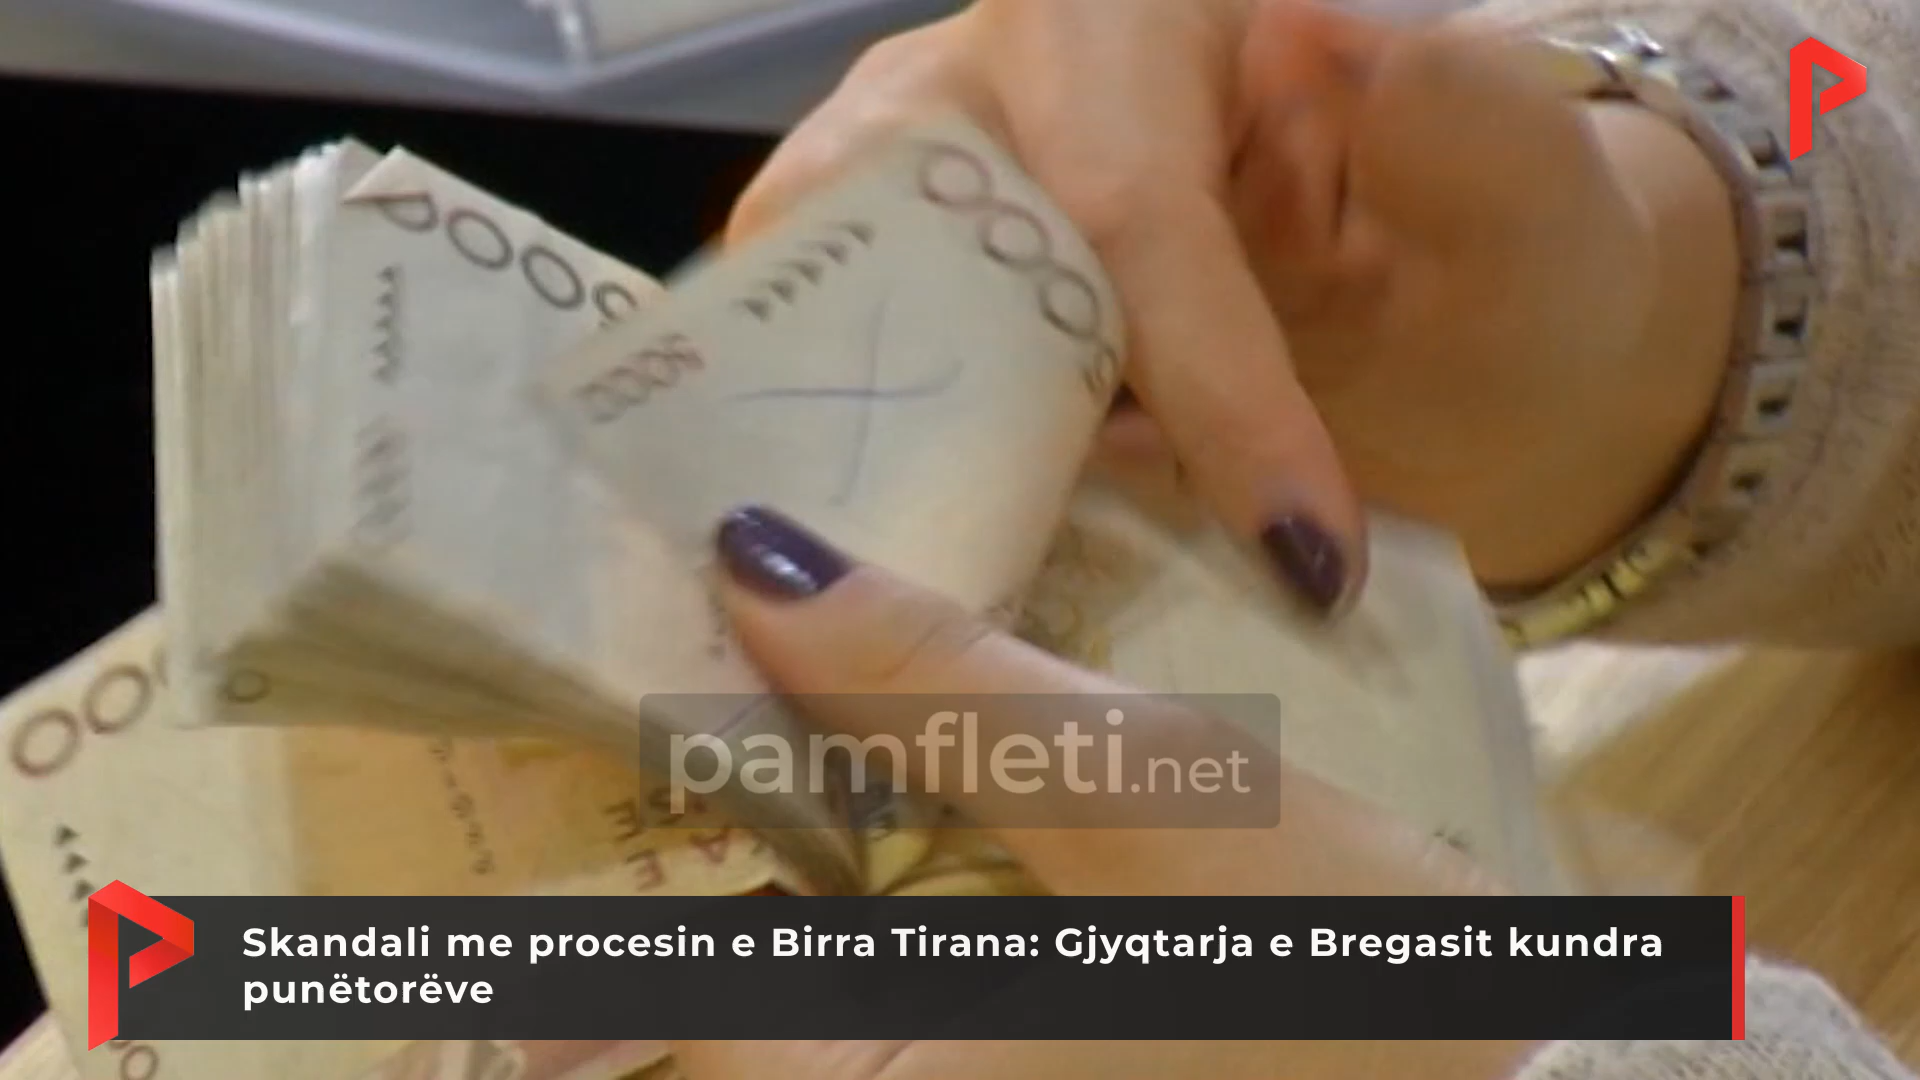 pamfleti.net
Skandali me procesin e Birra Tirana: Gjyqtarja e Bregasit kundra
punëtorëve